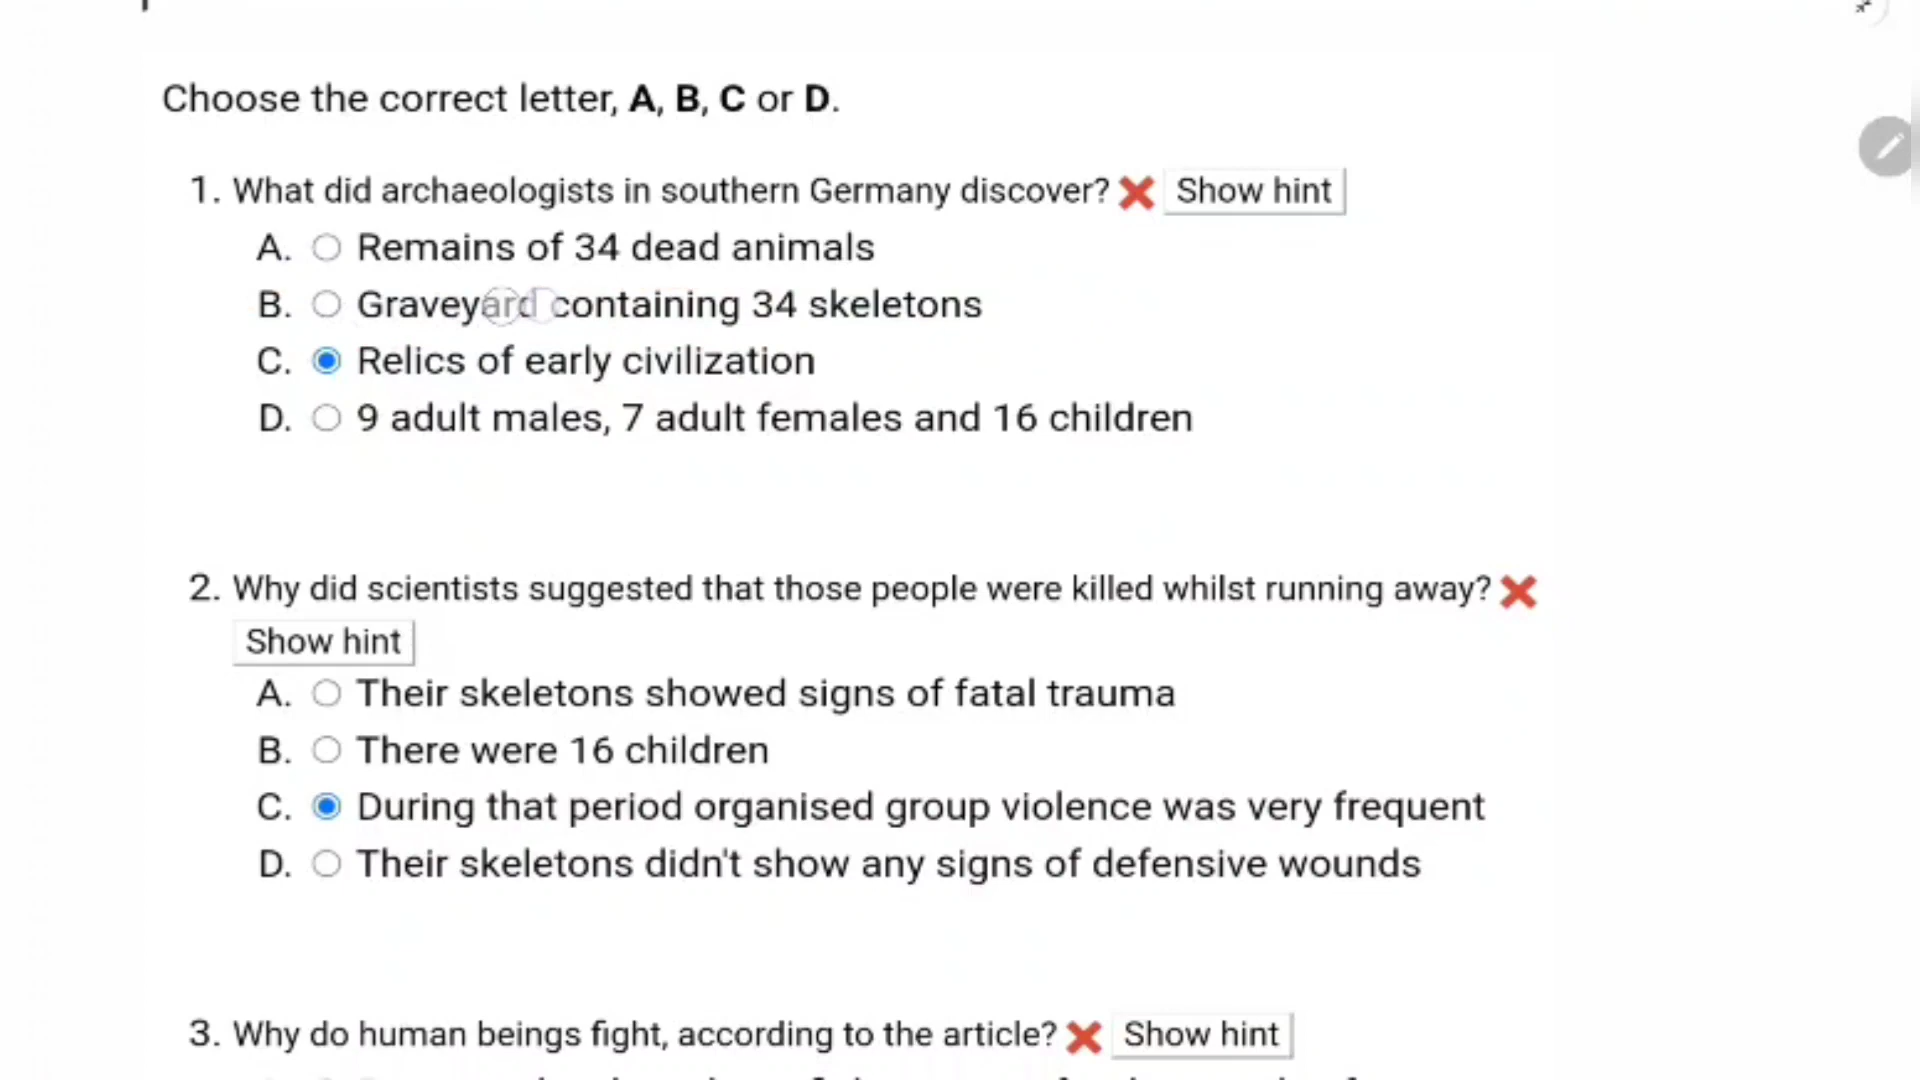 Choose the correct letter, A, B, C or D.
1. What did archaeologists in southern Germany discover? Show hint
A. Remains of 34 dead animals
B. Graveyard containing 34 skeletons
C. Relics of early civilization
D. 9 adult males, 7 adult females and 16 children
2. Why did scientists suggested that those people were killed whilst running away?
Show hint
A. Their skeletons showed signs of fatal trauma
B. There were 16 children
C. During that period organised group violence was very frequent
D. Their skeletons didn't show any signs of defensive wounds
3. Why do human beings fight, according to the article? Show hint